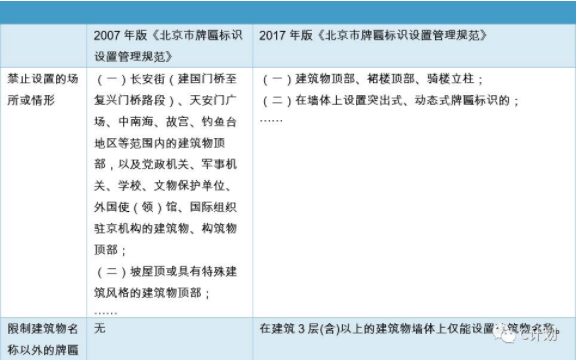 2007 年版《北京市牌匾标识
设置管理规范》
2017 年版《北京市牌匾标识设置管理规范》
禁止设置的场
所或情形
（一）长安街（建国门桥至
复兴门桥路段）、天安门广
场、中南海、故宫、钓鱼台
地区等范围内的建筑物顶
部，以及党政机关、军事机
关、学校、文物保护单位、
外国使（领）馆、国际组织
驻京机构的建筑物、构筑物
顶部；
（二）坡屋顶或具有特殊建
筑风格的建筑物顶部；
……
（一）建筑物顶部、裙楼顶部、骑楼立柱；
（二）在墙体上设置突出式、动态式牌匾标识的；
……
限制建筑物名
称以外的牌匾
无
在建筑 3 层(含)以上的建筑物墙体上仅能设置建筑物名称。
C计划